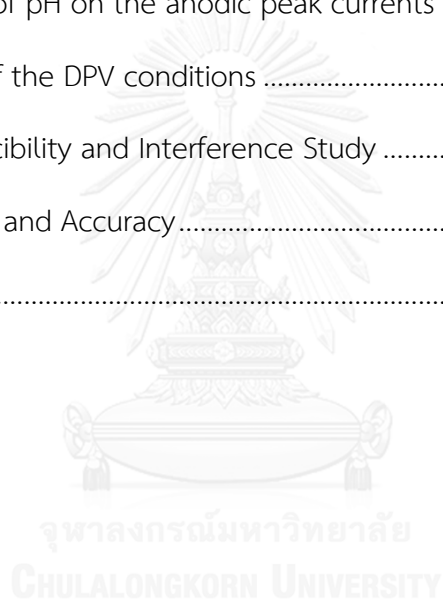 of pH on the anodic peak currents
f the DPV conditions ........................
cibility and Interference Study ..........
and Accuracy.......................................
.................................................................
จุฬาลงกรณ์มหาวิทยาลัย
CHULALONGKORN UNIVERSITY